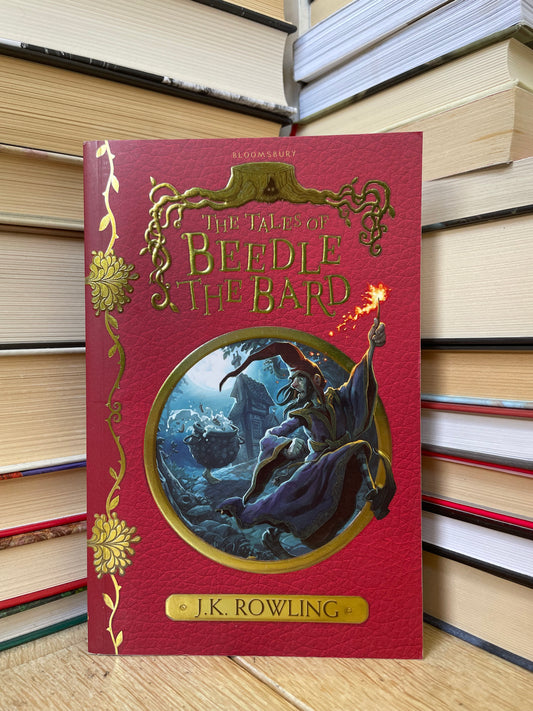 BLOOMSBURY
THE TALES OF
BEEDLE
THE BARD
J.K. ROWLING